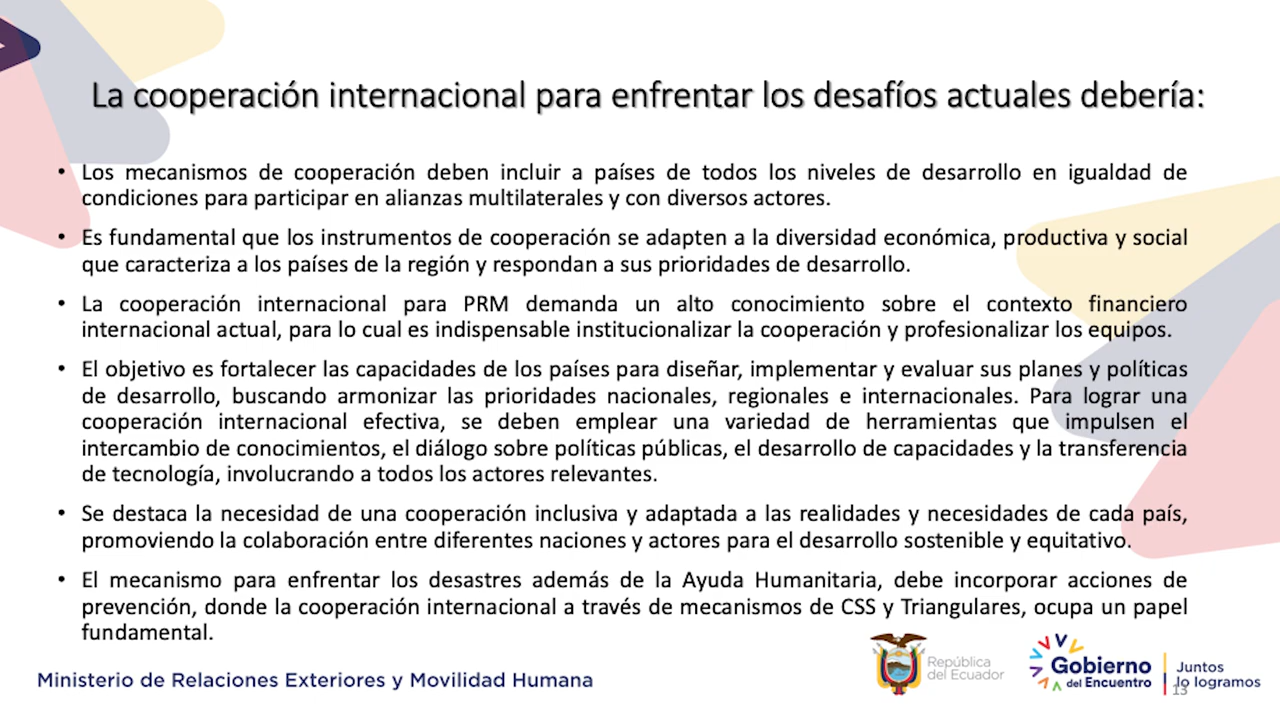 La cooperación internacional para enfrentar los desafíos actuales debería:
• Los mecanismos de cooperación deben incluir a países de todos los niveles de desarrollo en igualdad de
condiciones para participar en alianzas multilaterales y con diversos actores.
• Es fundamental que los instrumentos de cooperación se adapten a la diversidad económica, productiva y social
que caracteriza a los países de la región y respondan a sus prioridades de desarrollo.
• La cooperación internacional para PRM demanda un alto conocimiento sobre el contexto financiero
internacional actual, para lo cual es indispensable institucionalizar la cooperación y profesionalizar los equipos.
• El objetivo es fortalecer las capacidades de los países para diseñar, implementar y evaluar sus planes y políticas
de desarrollo, buscando armonizar las prioridades nacionales, regionales e internacionales. Para lograr una
cooperación internacional efectiva, se deben emplear una variedad de herramientas que impulsen el
intercambio de conocimientos, el diálogo sobre políticas públicas, el desarrollo de capacidades y la transferencia
de tecnología, involucrando a todos los actores relevantes.
• Se destaca la necesidad de una cooperación inclusiva y adaptada a las realidades y necesidades de cada país,
promoviendo la colaboración entre diferentes naciones y actores para el desarrollo sostenible y equitativo.
• El mecanismo para enfrentar los desastres además de la Ayuda Humanitaria, debe incorporar acciones de
prevención, donde la cooperación internacional a través de mecanismos de CSS y Triangulares, ocupa un papel
fundamental.
Ministerio de Relaciones Exteriores y Movilidad Humana
República
del Ecuador
Gobierno
del Encuentro
Juntos
lo logramos
13